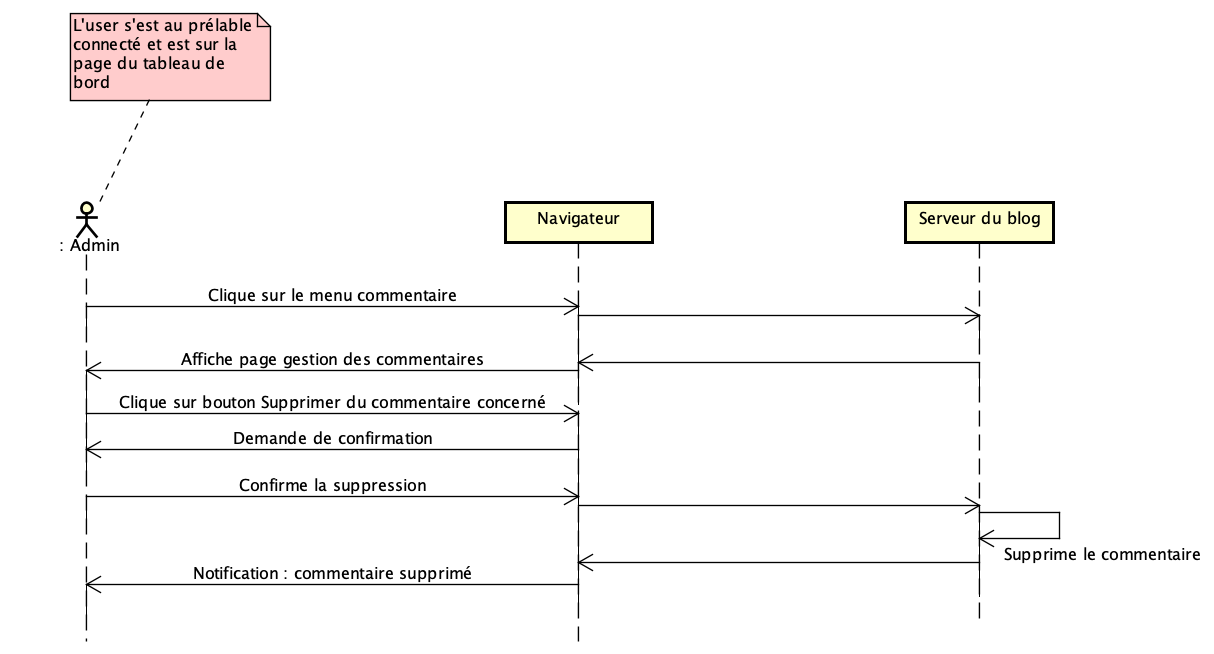 L'user s'est au prélable
connecté et est sur la
page du tableau de
bord
: Admin
Navigateur
Serveur du blog
Clique sur le menu commentaire
Affiche page gestion des commentaires
Clique sur bouton Supprimer du commentaire concerné
Demande de confirmation
Confirme la suppression
Supprime le commentaire
Notification : commentaire supprimé